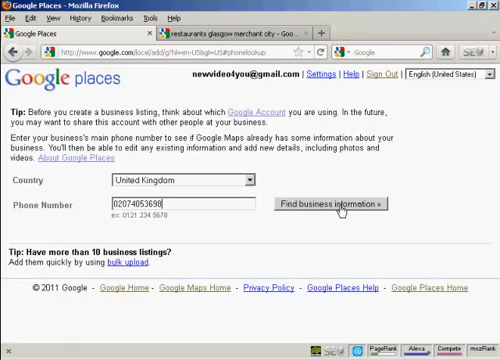 Google Places - Mozilla Firefox
File Edit View History Bookmarks Tools Help
Google Places
restaurants glasgow merchant city - Goo...
http://www.google.com/local/add/g?hl=en-US&gl=US#phonelookup
Google
Google places
newvideo4you@gmail.com | Settings | Help | Sign Out
English (United States)
Tip: Before you create a business listing, think about which Google Account you are using. In the future,
you may want to share this account with other people at your business.
Enter your business's main phone number to see if Google Maps already has some information about your
business. You'll then be able to edit any existing information and add new details, including photos and
videos. About Google Places
Country
United Kingdom
Phone Number
02074053698
Find business information »
ex: 0121 234 5678
Tip: Have more than 10 business listings?
Add them quickly by using bulk upload.
© 2011 Google - Google Home - Google Maps Home - Privacy Policy - Google Places Help - Google Places Home
PageRank
Alexa
Compete
mozRank